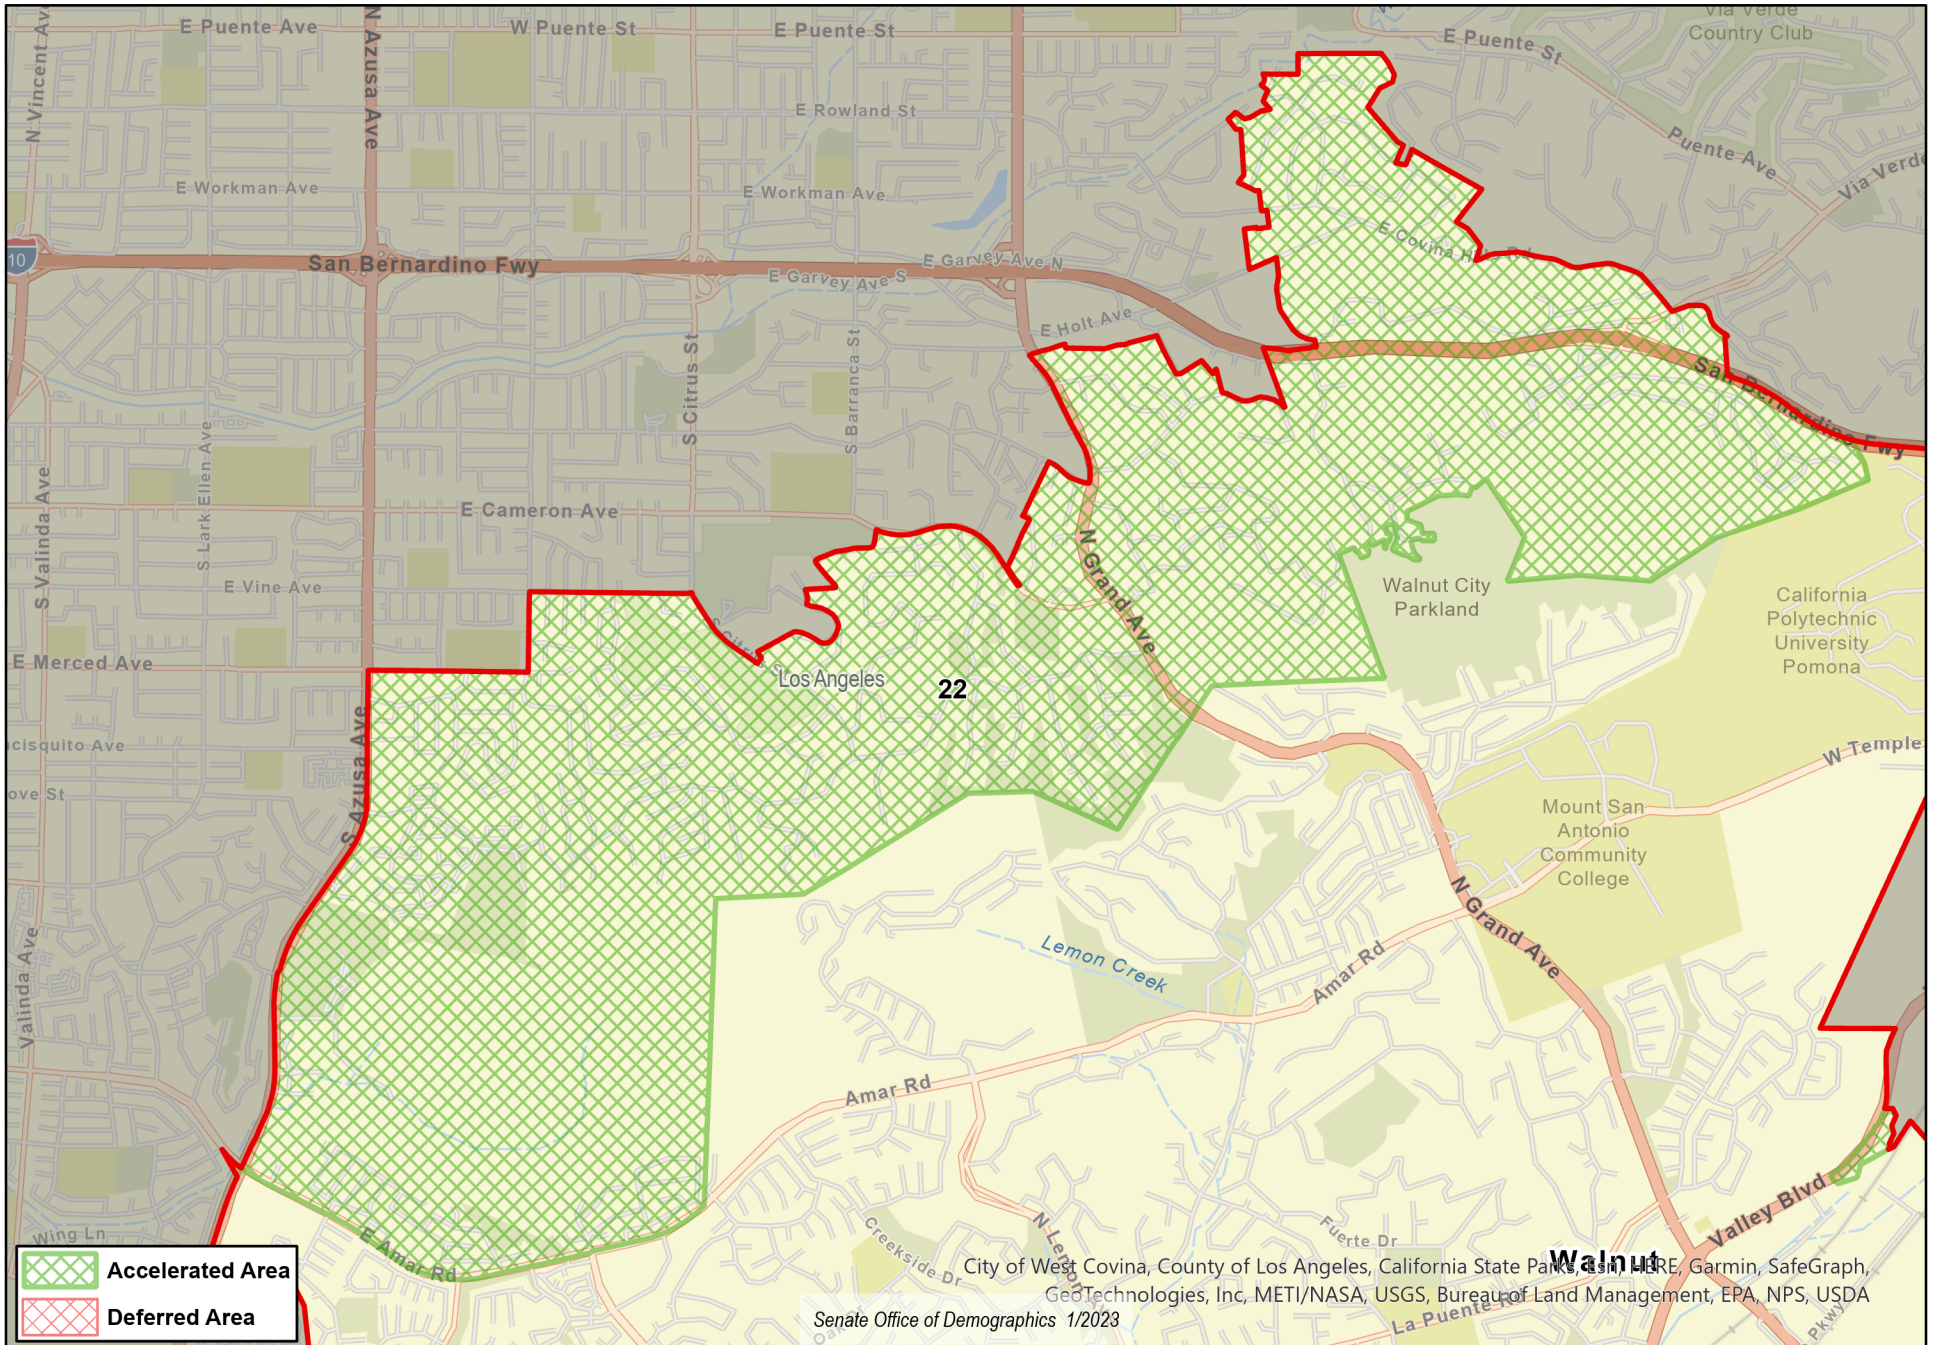 N Vincent Av
E Puente Ave
N Azusa Ave
W Puente St
E Puente St
E Puente St
Via Verde
Country Club
E Rowland St
Puente Ave
Via Verde
E Workman Ave
E Workman Ave
10
San Bernardino Fwy
E Garvey Ave N
E Garvey Ave S
E Covina H
E Holt Ave
S Citrus St
S Barranca St
San Bernardino Fwy
S Valinda Ave
S Lark Ellen Ave
E Cameron Ave
E Vine Ave
N Grand Ave
Walnut City
Parkland
California
Polytechnic
University
Pomona
E Merced Ave
S Citrus S
Los Angeles
22
cisquito Ave
S Azusa Ave
W Temple
ove St
Mount San
Antonio
Community
College
N Grand Ave
Valinda Ave
Lemon Creek
Amar Rd
Amar Rd
Wing Ln
E Amar Rd
Creekside Dr
N Lemon
Fuerte Dr
Valley Blvd
Walnut
La Puente Rd
Pkwy
Accelerated Area
Deferred Area
City of West Covina, County of Los Angeles, California State Parks, Esri, HERE, Garmin, SafeGraph,
GeoTechnologies, Inc, METI/NASA, USGS, Bureau of Land Management, EPA, NPS, USDA
Senate Office of Demographics 1/2023